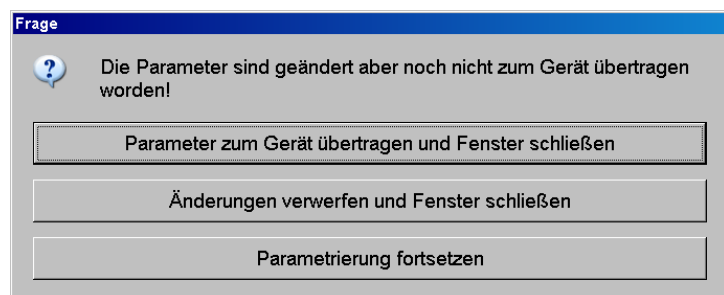 Frage
Die Parameter sind geändert aber noch nicht zum Gerät übertragen
worden!
Parameter zum Gerät übertragen und Fenster schließen
Änderungen verwerfen und Fenster schließen
Parametrierung fortsetzen